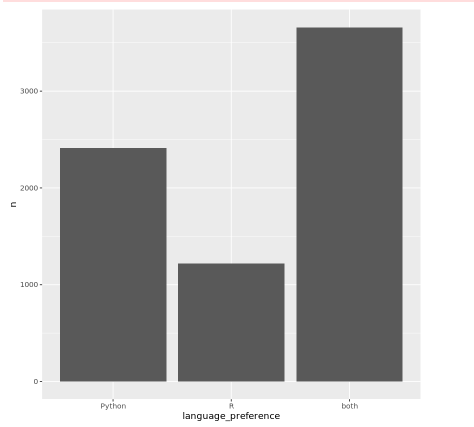 3000
2000
1000
0
n
Python R both
language_preference